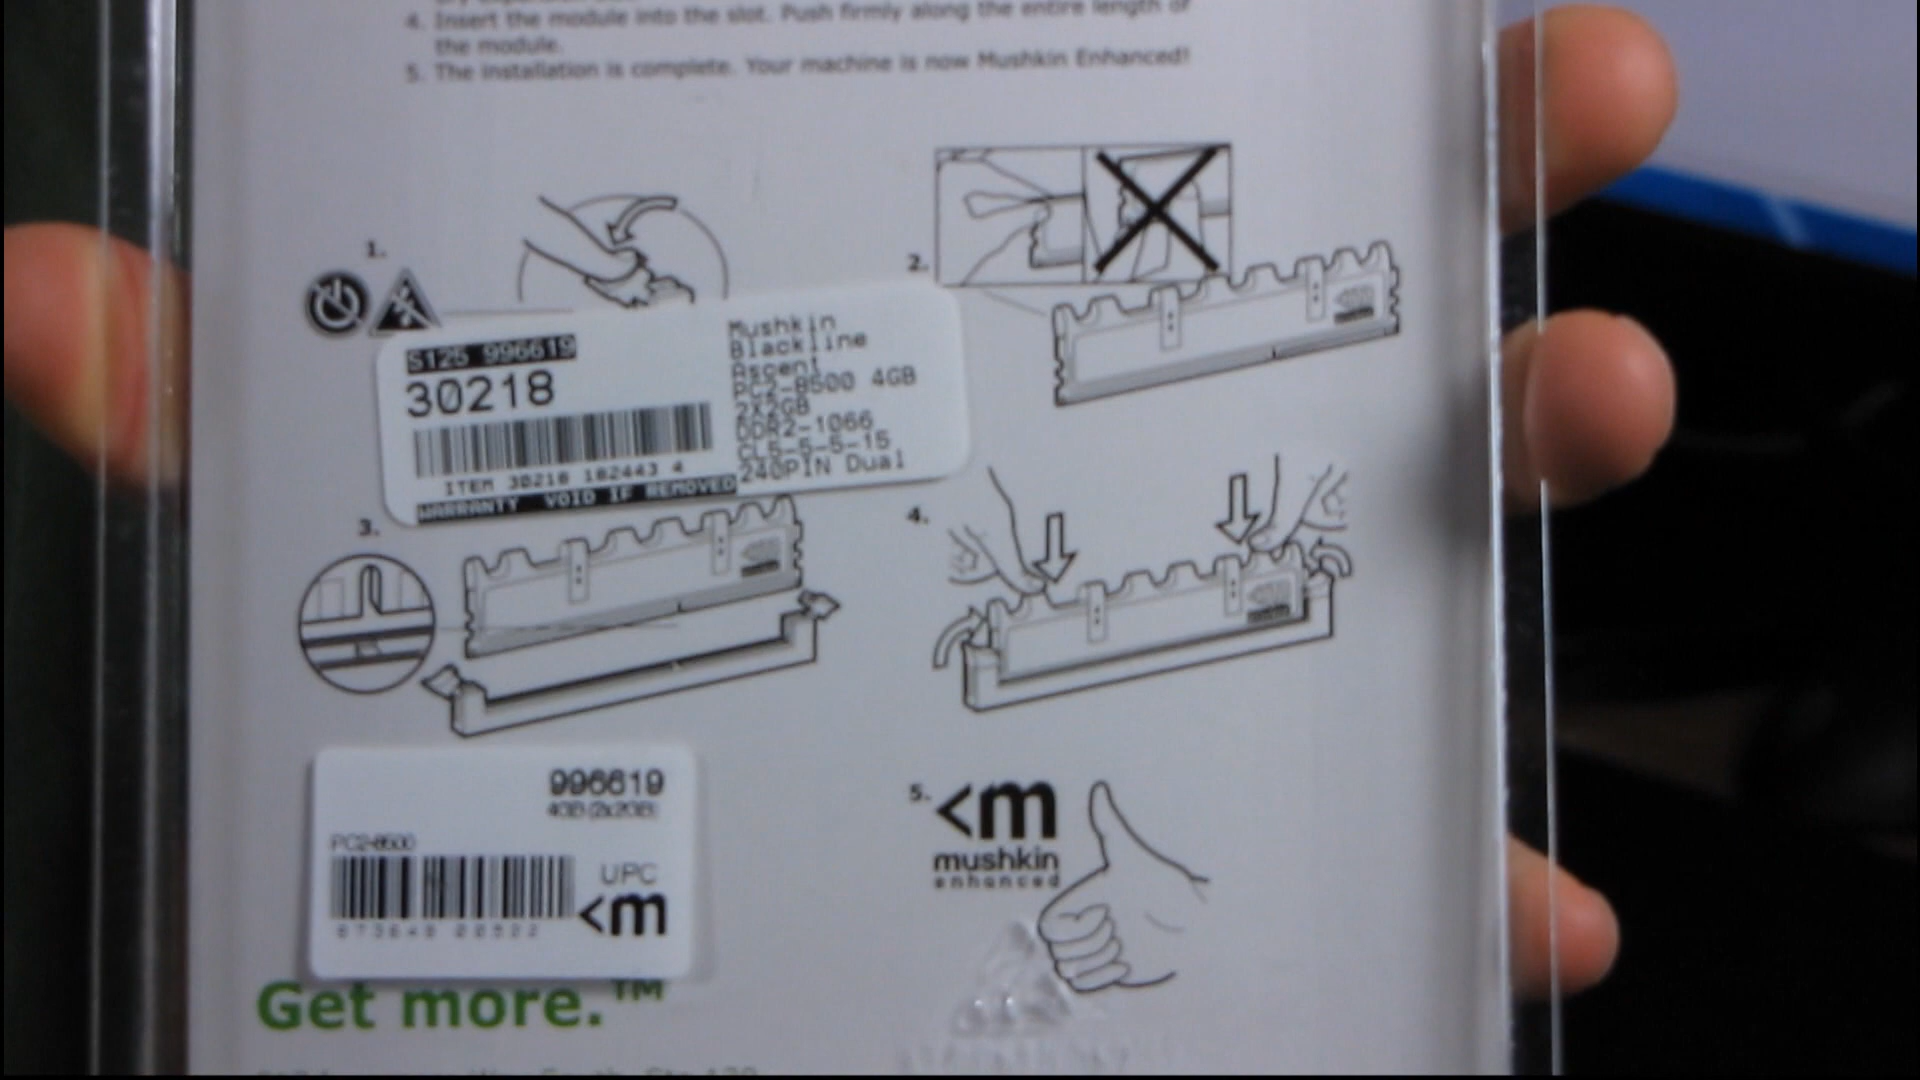 4. Insert the module into the slot. Push firmly along the entire length of
the module.
5. The installation is complete. Your machine is now Mushkin Enhanced!
1.
2.
S125 996619
30218
ITEM 30218 102443 4
WARRANTY VOID IF REMOVED
Mushkin
Blackline
Ascent
PC2-8500 4GB
2X2GB
DDR2-1066
CL5-5-5-15
240PIN Dual
3.
4.
996619
4GB (2x2GB)
PC2-8500
UPC
<m
5.
<m
mushkin
enhanced
Get more.™